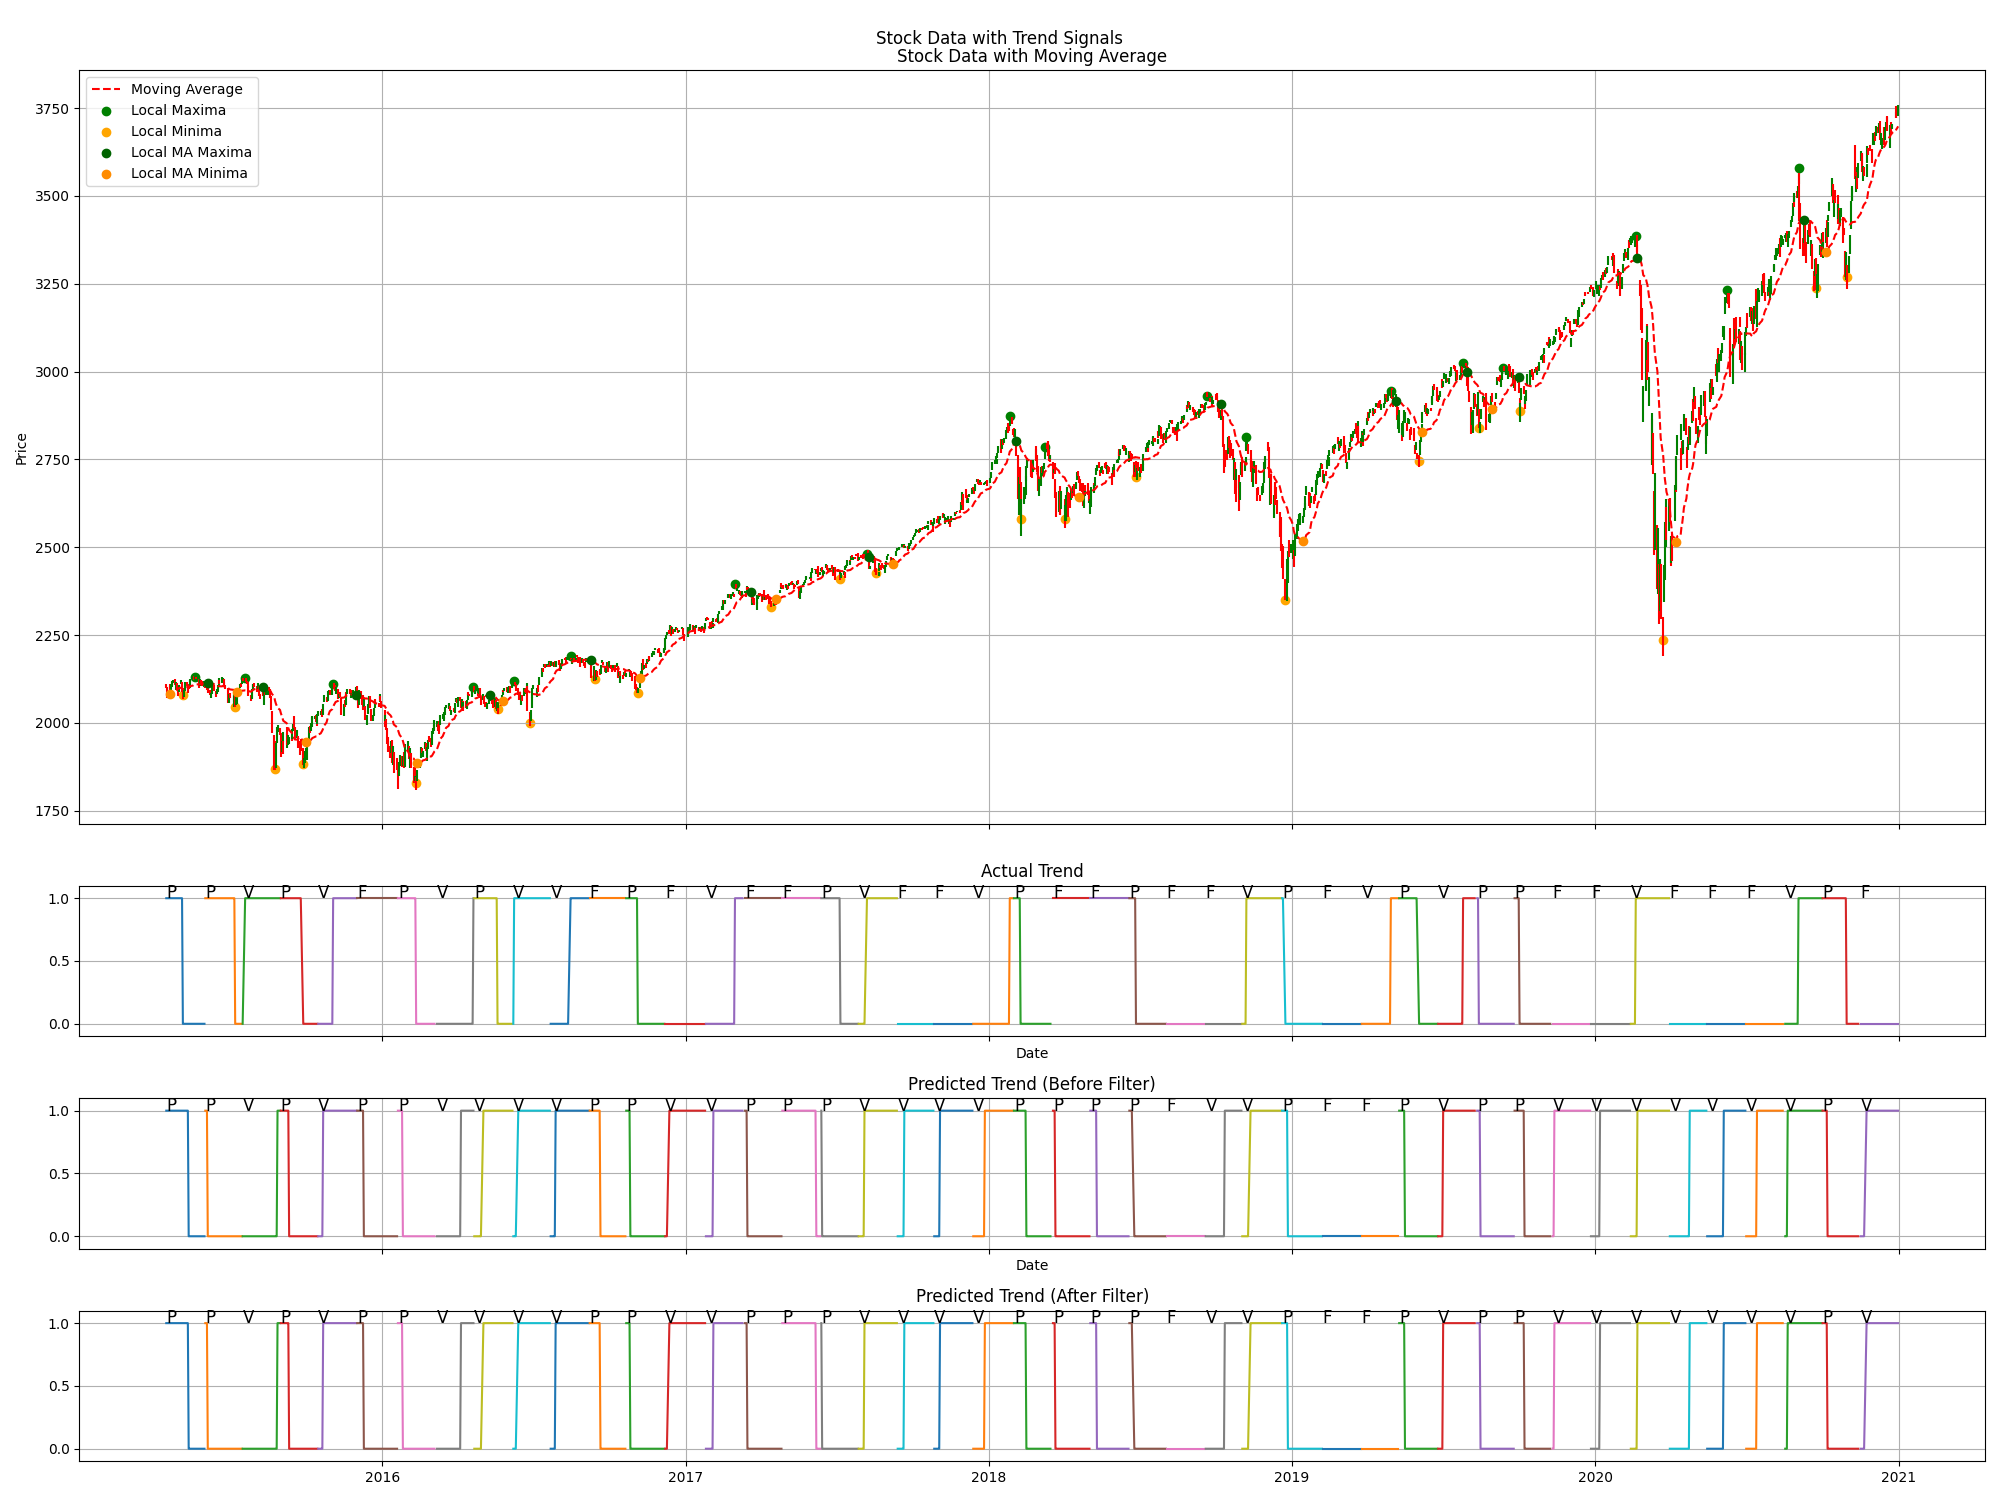 Stock Data with Trend Signals
Stock Data with Moving Average
Moving Average
Local Maxima
Local Minima
Local MA Maxima
Local MA Minima
Price
3750
3500
3250
3000
2750
2500
2250
2000
1750
Actual Trend
P P V P V F P V P V V F P F V F F P V F F V P F F P F F V P F V P V P P F F V F F F V P F
1.0
0.5
0.0
Date
Predicted Trend (Before Filter)
P P V P V P P V V V V P P V V P P P V V V V P P P P F V V P F F P V P P V V V V V V V P V
1.0
0.5
0.0
Date
Predicted Trend (After Filter)
P P V P V P P V V V V P P V V P P P V V V V P P P P F V V P F F P V P P V V V V V V V P V
1.0
0.5
0.0
2016 2017 2018 2019 2020 2021